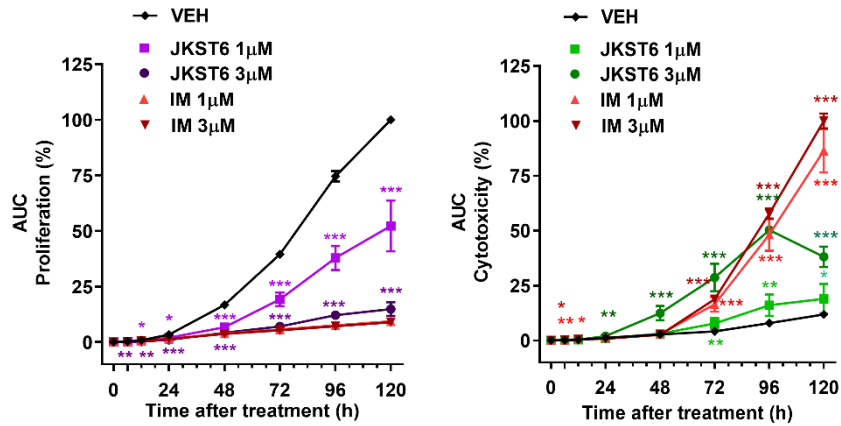 VEH
JKST6 1μM
JKST6 3μM
IM 1μM
IM 3μM
AUC
Proliferation (%)
125
100
75
50
25
0
*** 
*** 
*** 
*** 
* * *** *** *** ***
** ** *** ***
0 24 48 72 96 120
Time after treatment (h)
VEH
JKST6 1μM
JKST6 3μM
IM 1μM
IM 3μM
AUC
Cytotoxicity (%)
125
100
75
50
25
0
***
***
***
***
***
***
***
*
**
***
***
***
**
*
** *
**
0 24 48 72 96 120
Time after treatment (h)